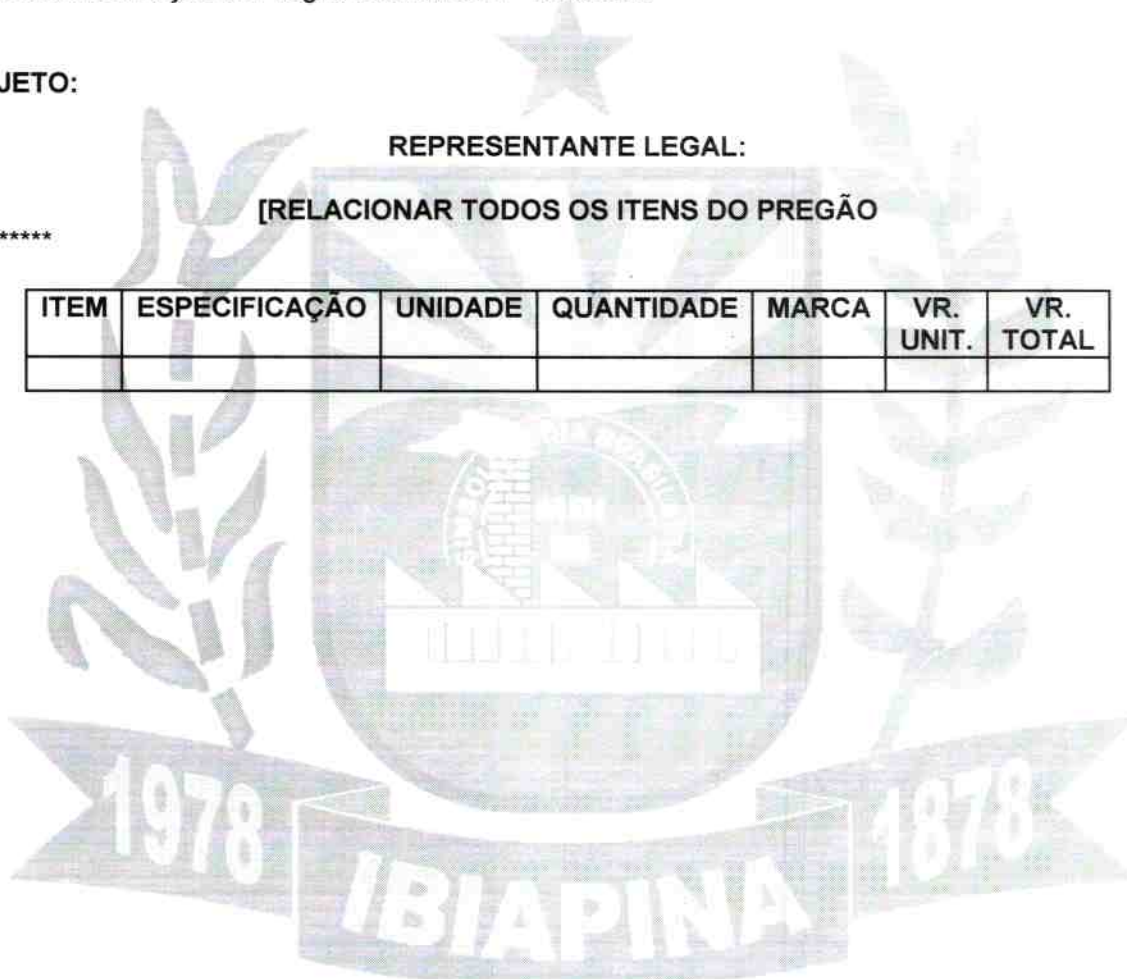 JETO:
REPRESENTANTE LEGAL:
[RELACIONAR TODOS OS ITENS DO PREGÃO
*****
ITEM ESPECIFICAÇÃO UNIDADE QUANTIDADE MARCA VR. UNIT. VR. TOTAL
1978 1878
IBIAPINA